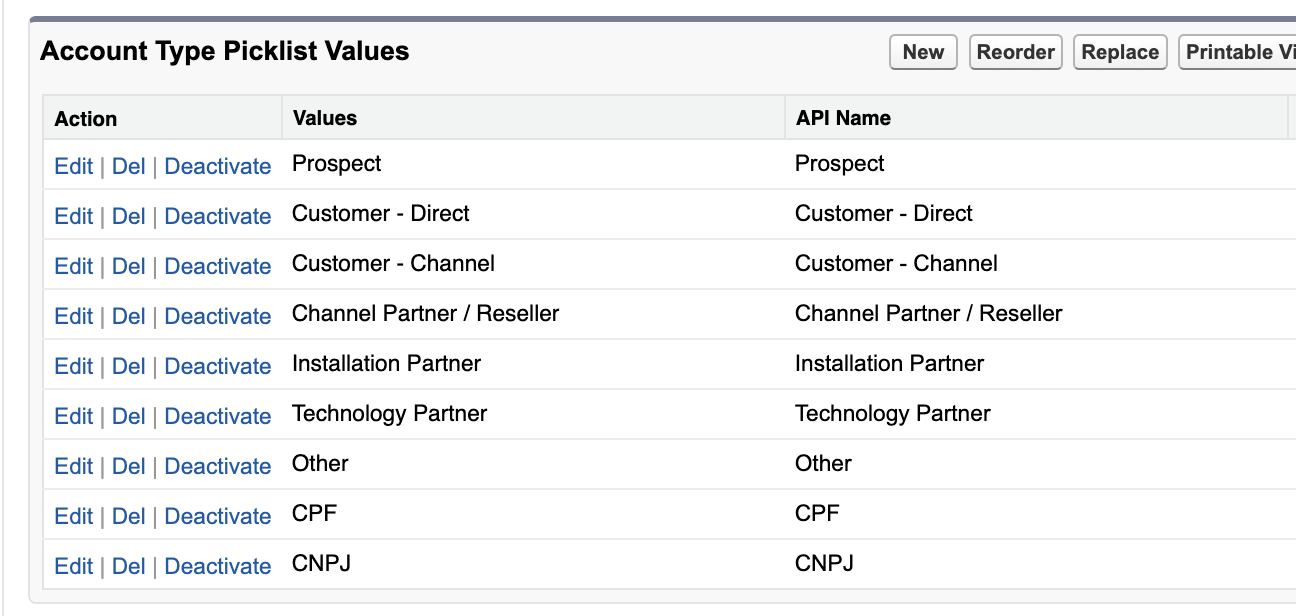 Account Type Picklist Values New Reorder Replace Printable Vi
Action Values API Name
Edit | Del | Deactivate Prospect Prospect
Edit | Del | Deactivate Customer - Direct Customer - Direct
Edit | Del | Deactivate Customer - Channel Customer - Channel
Edit | Del | Deactivate Channel Partner / Reseller Channel Partner / Reseller
Edit | Del | Deactivate Installation Partner Installation Partner
Edit | Del | Deactivate Technology Partner Technology Partner
Edit | Del | Deactivate Other Other
Edit | Del | Deactivate CPF CPF
Edit | Del | Deactivate CNPJ CNPJ